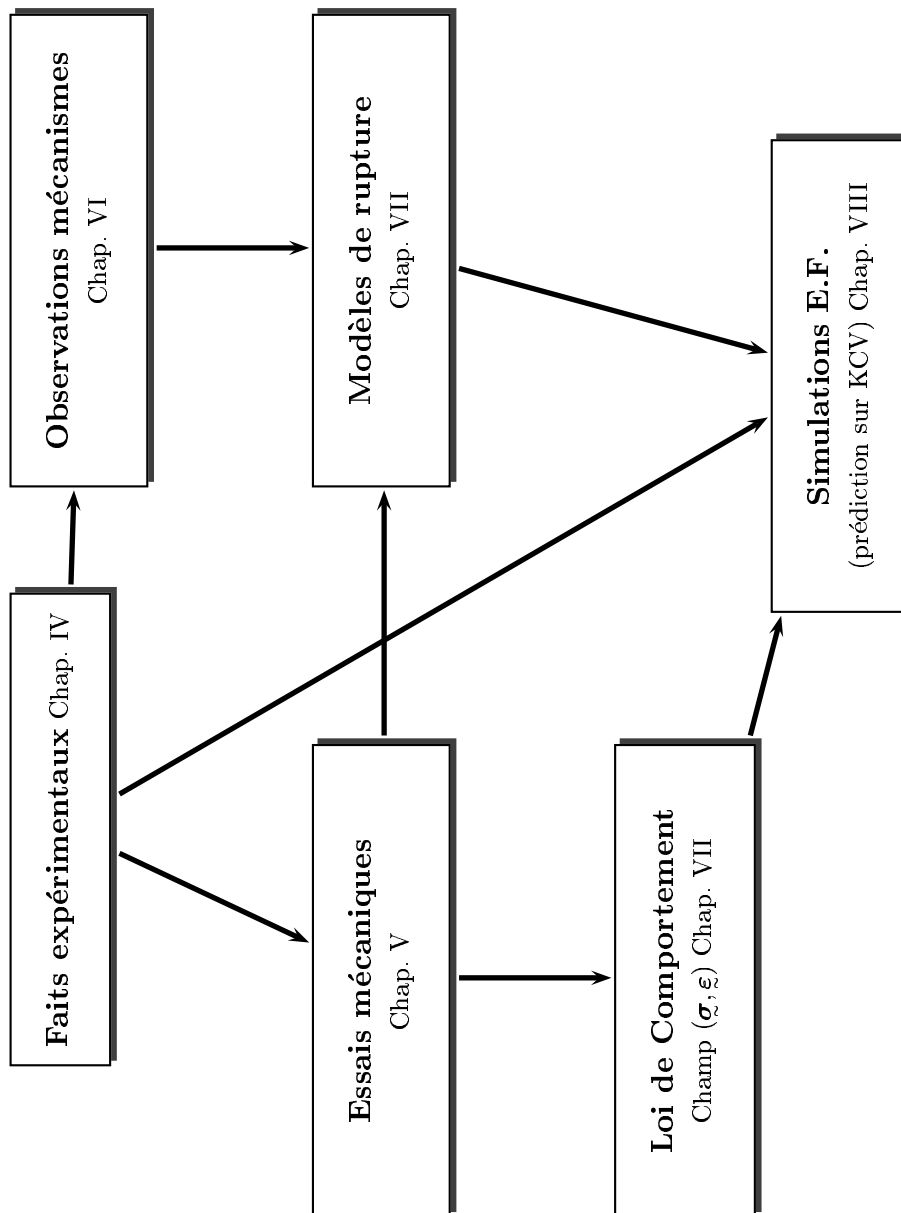 Faits expérimentaux Chap. IV
Observations mécanismes
Chap. VI
Essais mécaniques
Chap. V
Modèles de rupture
Chap. VII
Loi de Comportement
Champ (σ̰, ε̰) Chap. VII
Simulations E.F.
(prédiction sur KCV) Chap. VIII